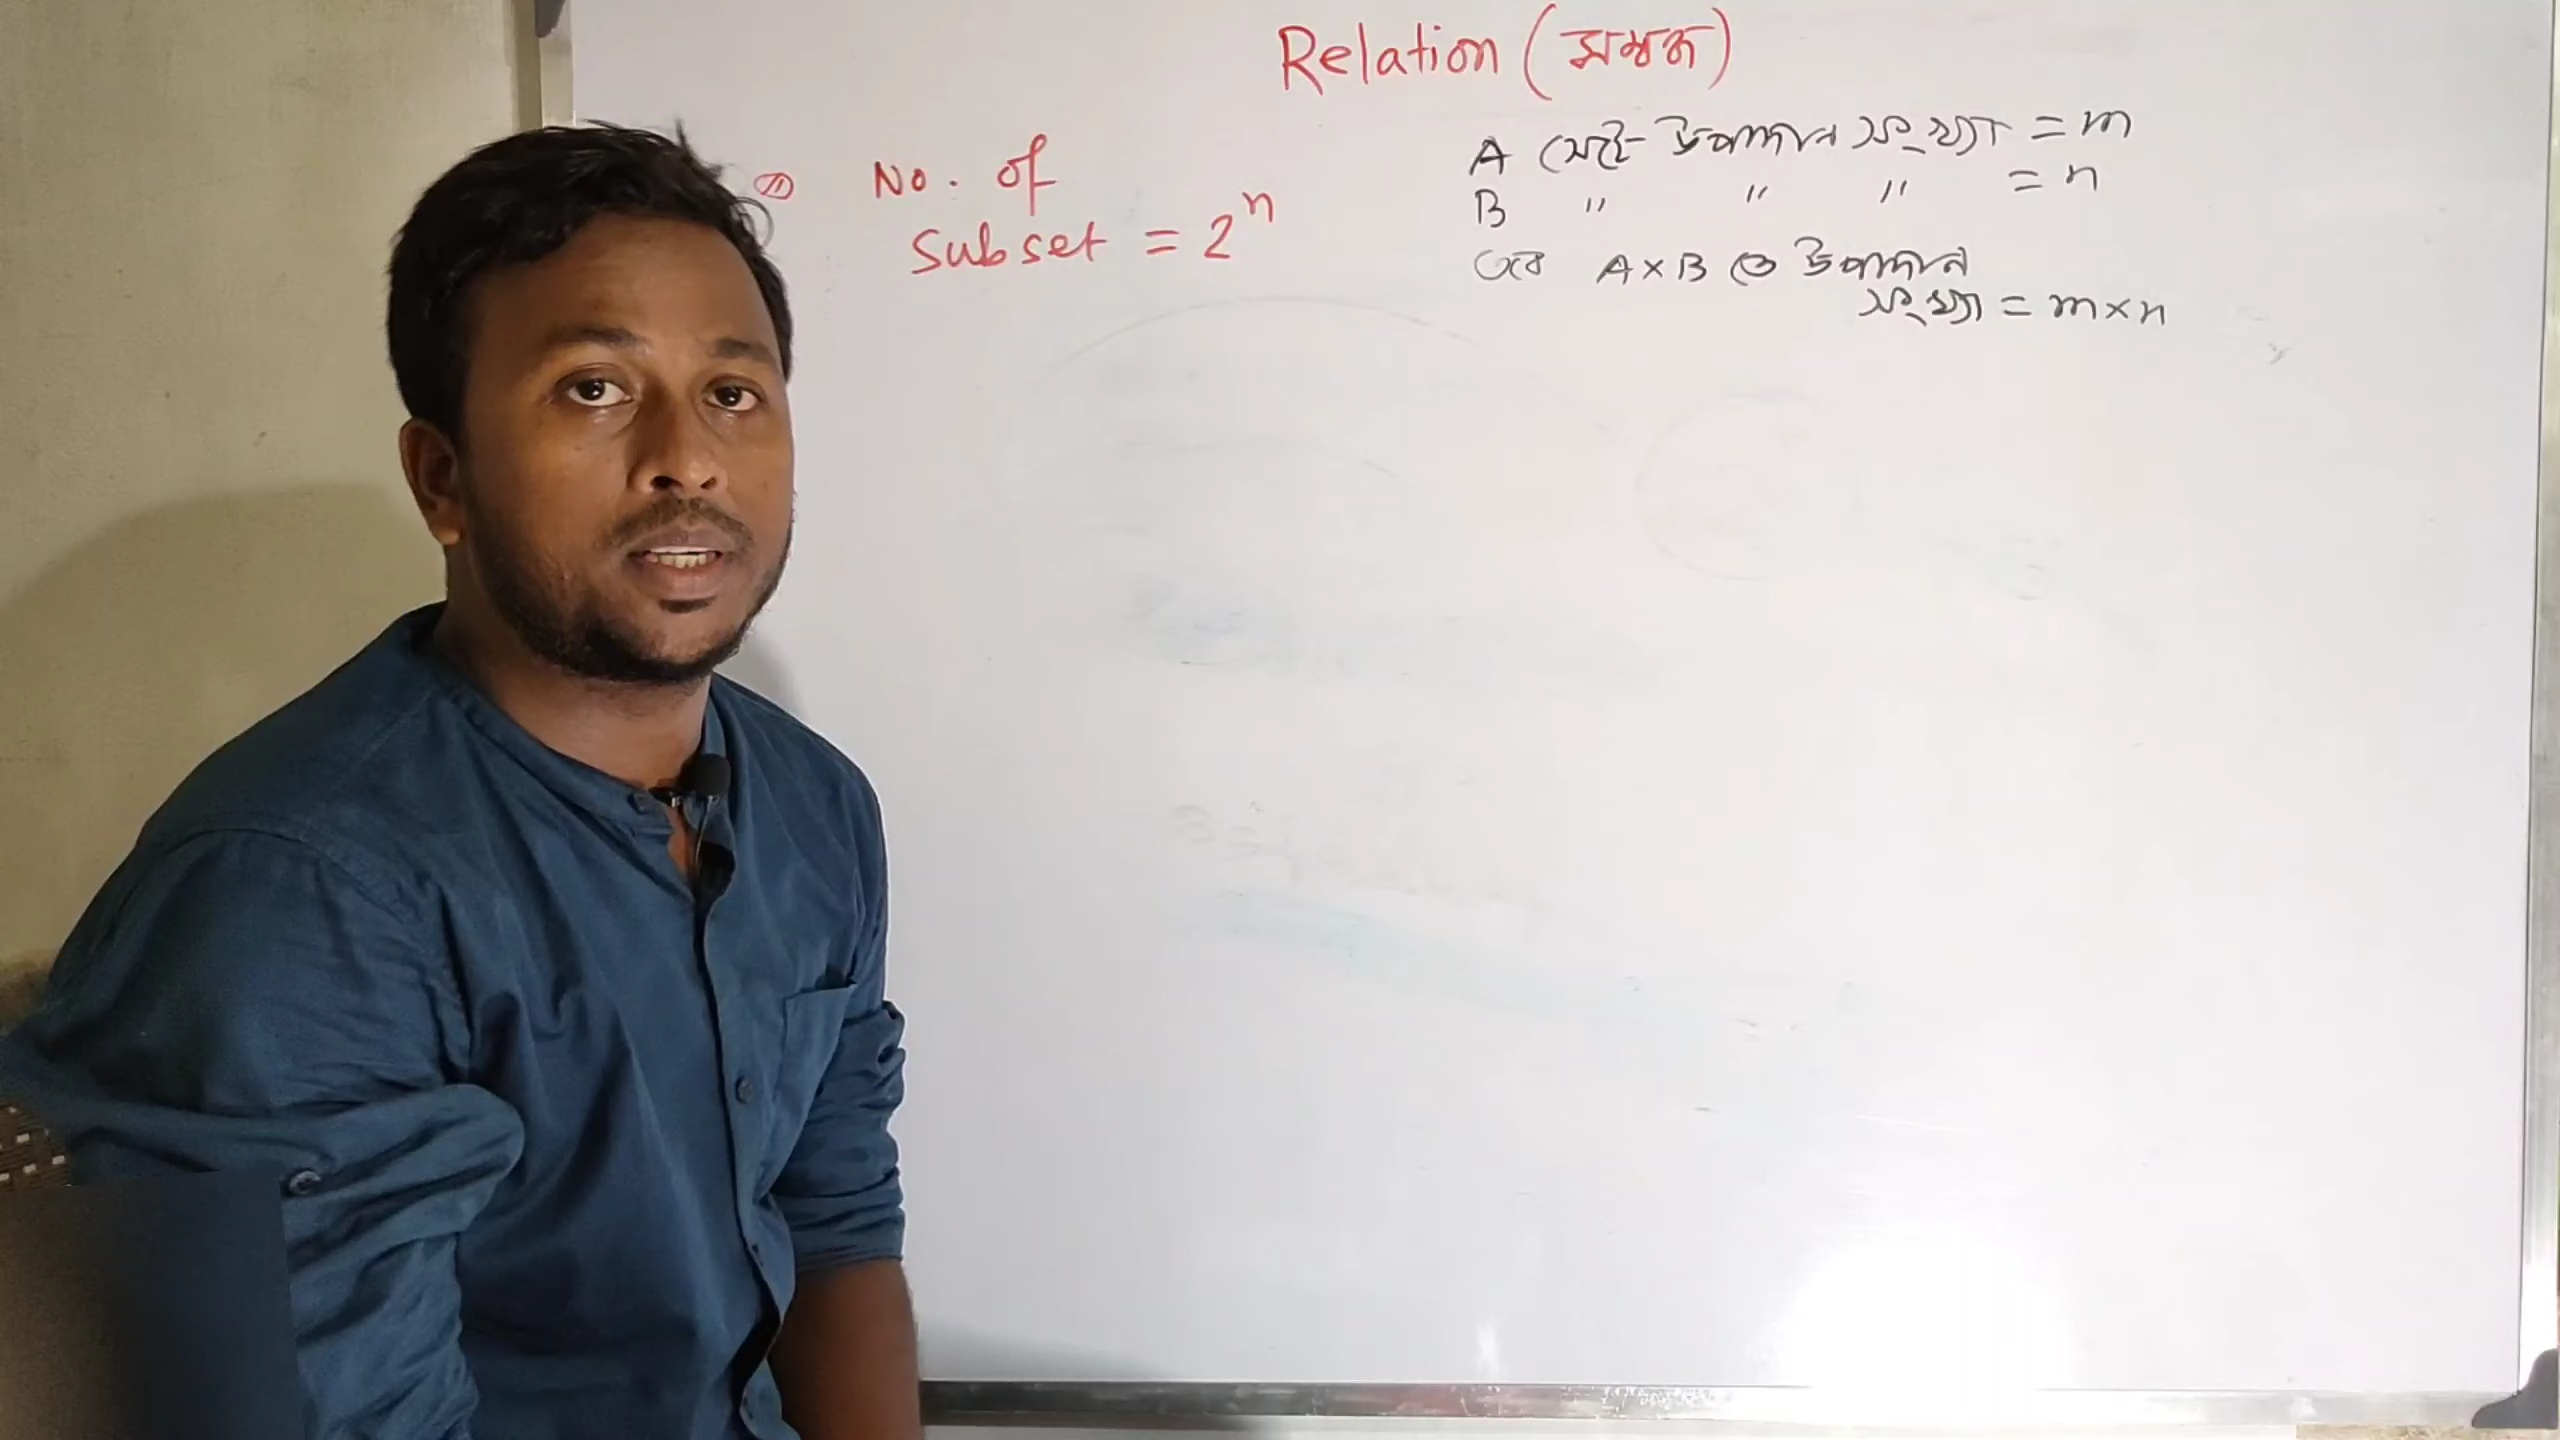 Relation (সম্বন্ধ)
No. of
Subset = 2ⁿ
A সেট উপাদান সংখ্যা = m
B " " " = n
তবে A×B এ উপাদান
সংখ্যা = m×n